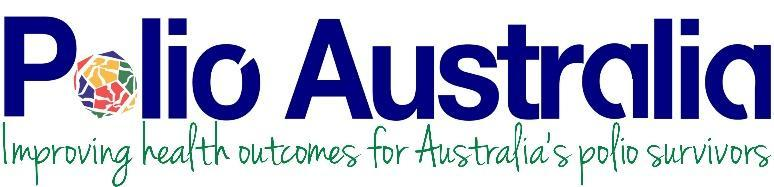 Polio Australia
Improving health outcomes for Australia's polio survivors